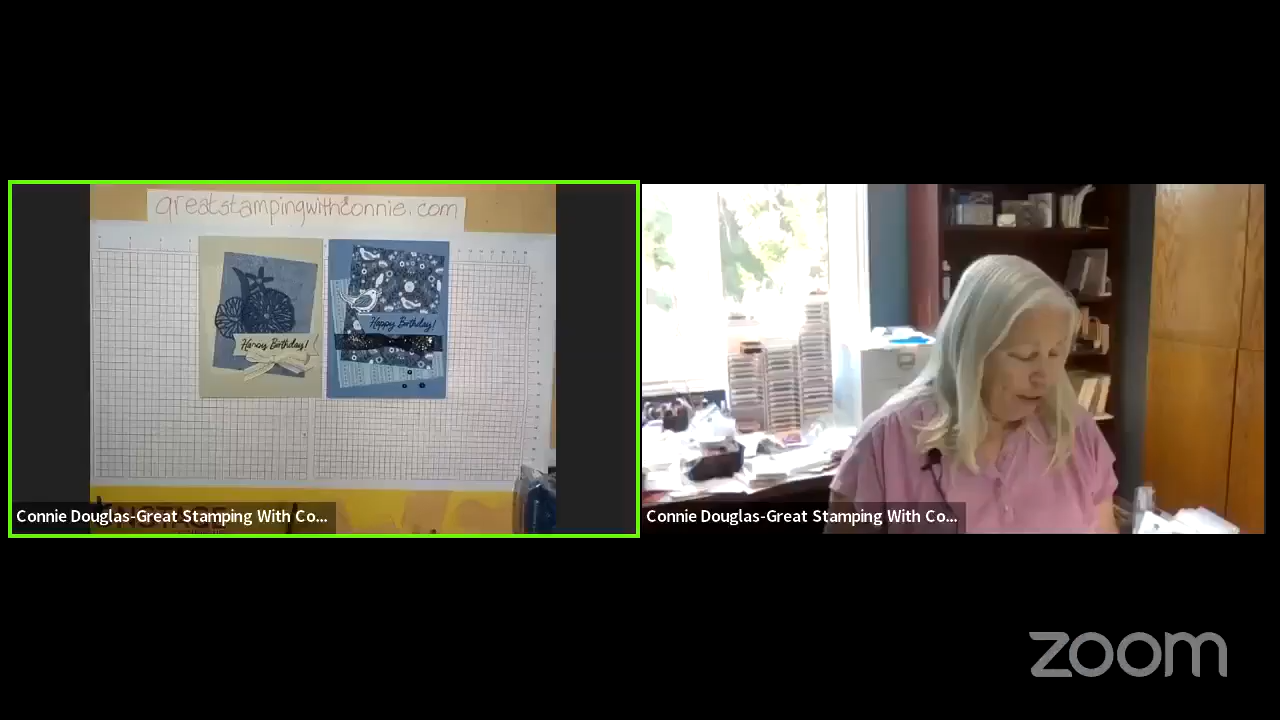 greatstampingwithconnie.com
Happy Birthday!
Happy Birthday!
Connie Douglas-Great Stamping With Co...
Connie Douglas-Great Stamping With Co...
zoom